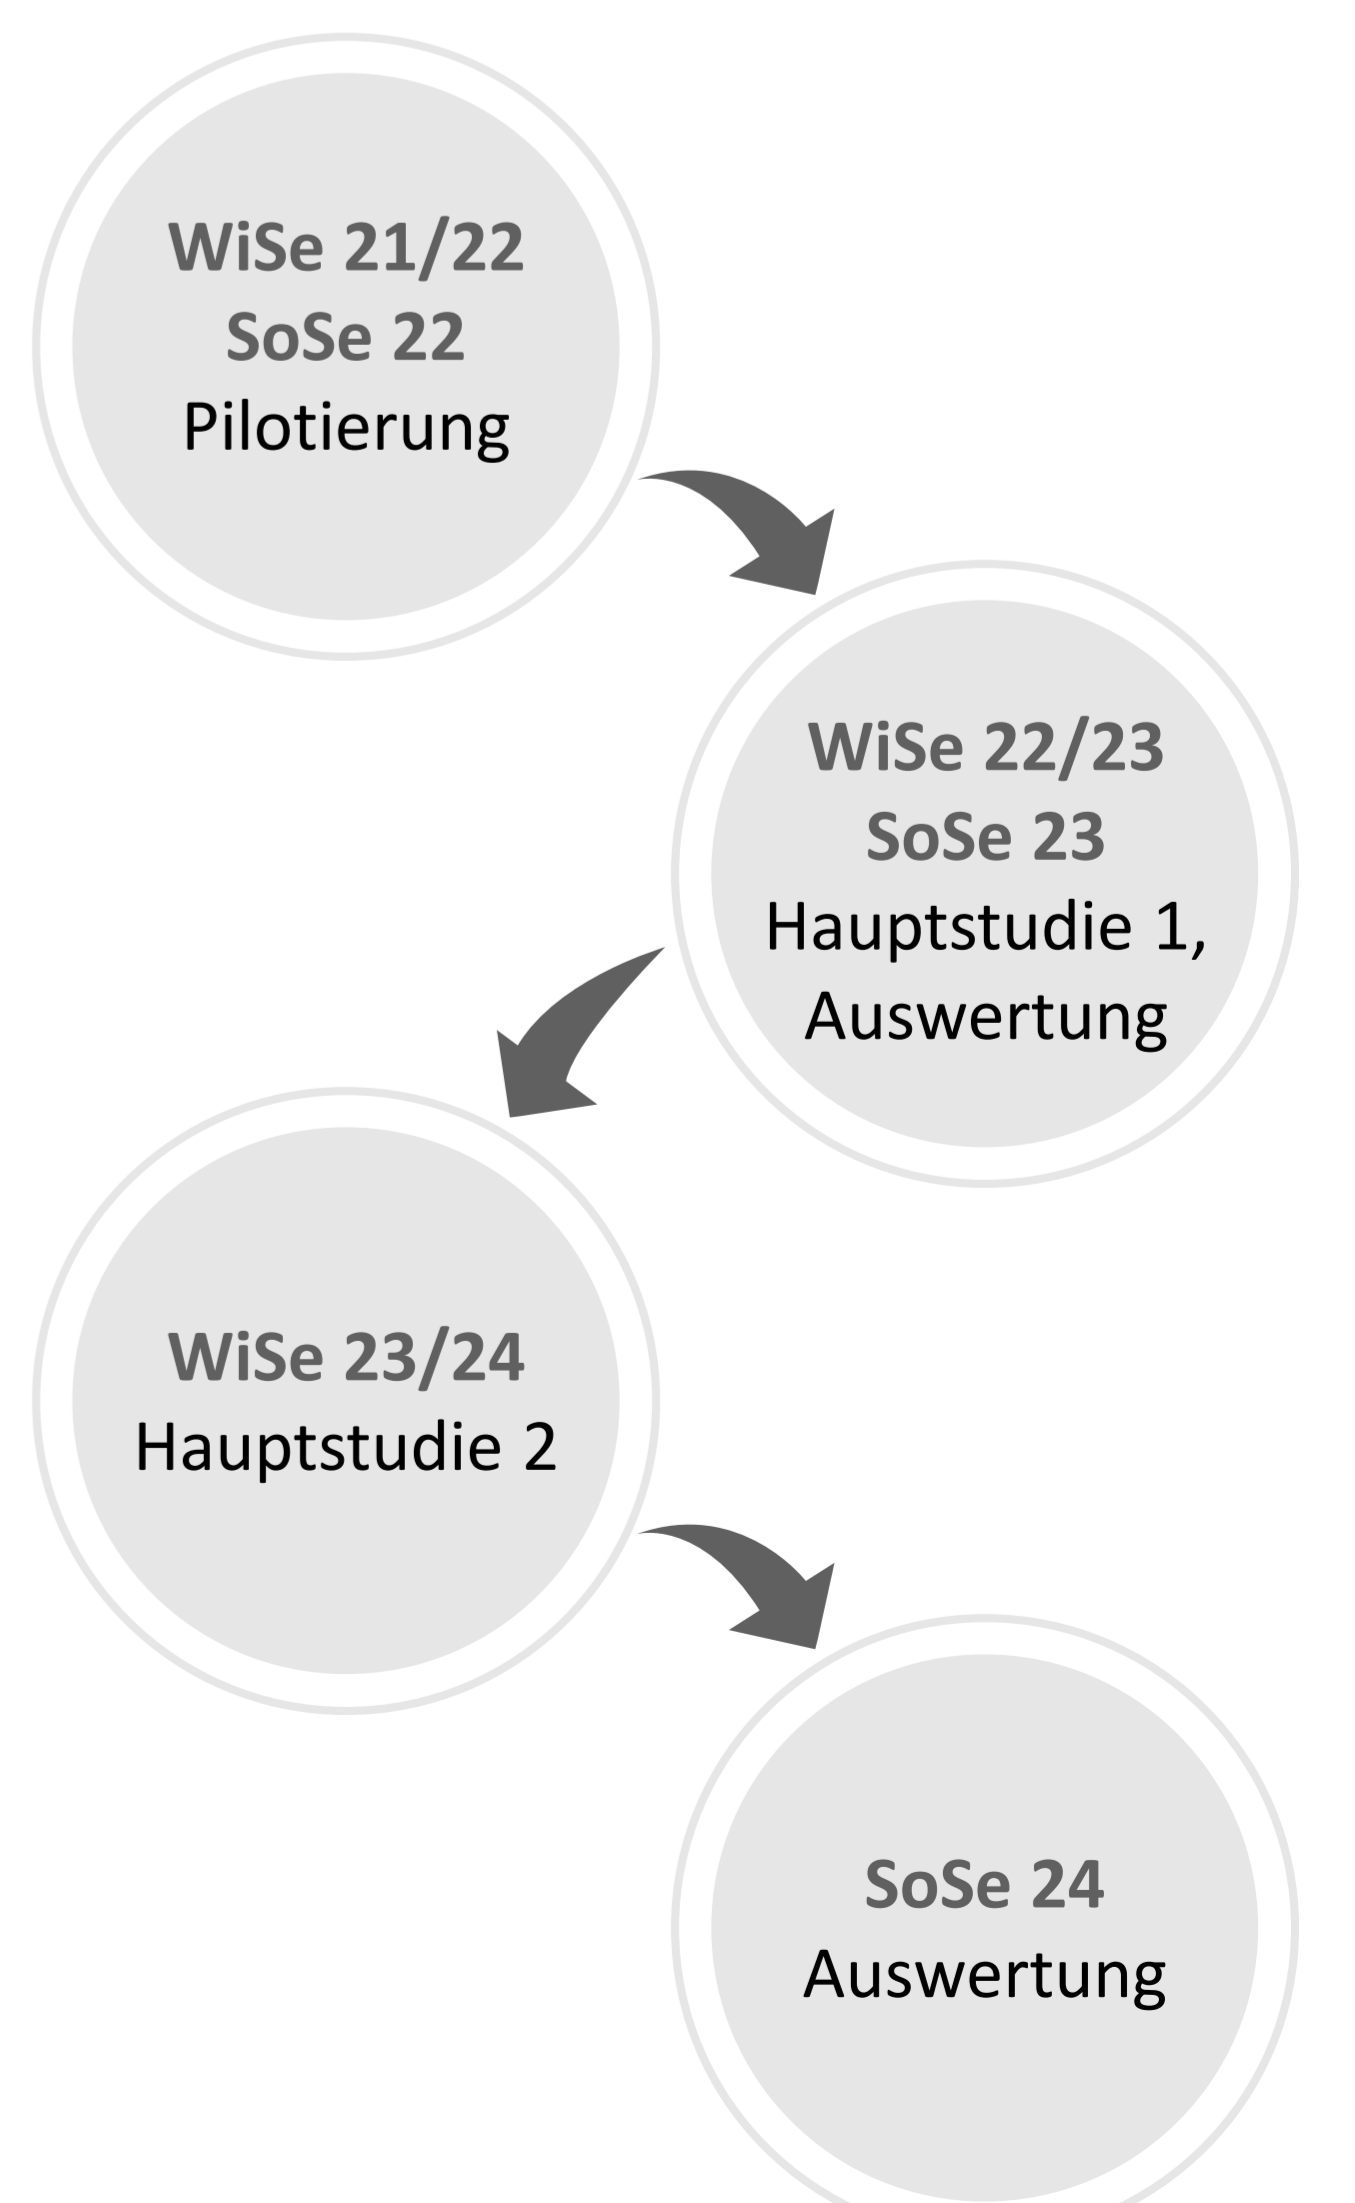 WiSe 21/22
SoSe 22
Pilotierung
WiSe 22/23
SoSe 23
Hauptstudie 1,
Auswertung
WiSe 23/24
Hauptstudie 2
SoSe 24
Auswertung